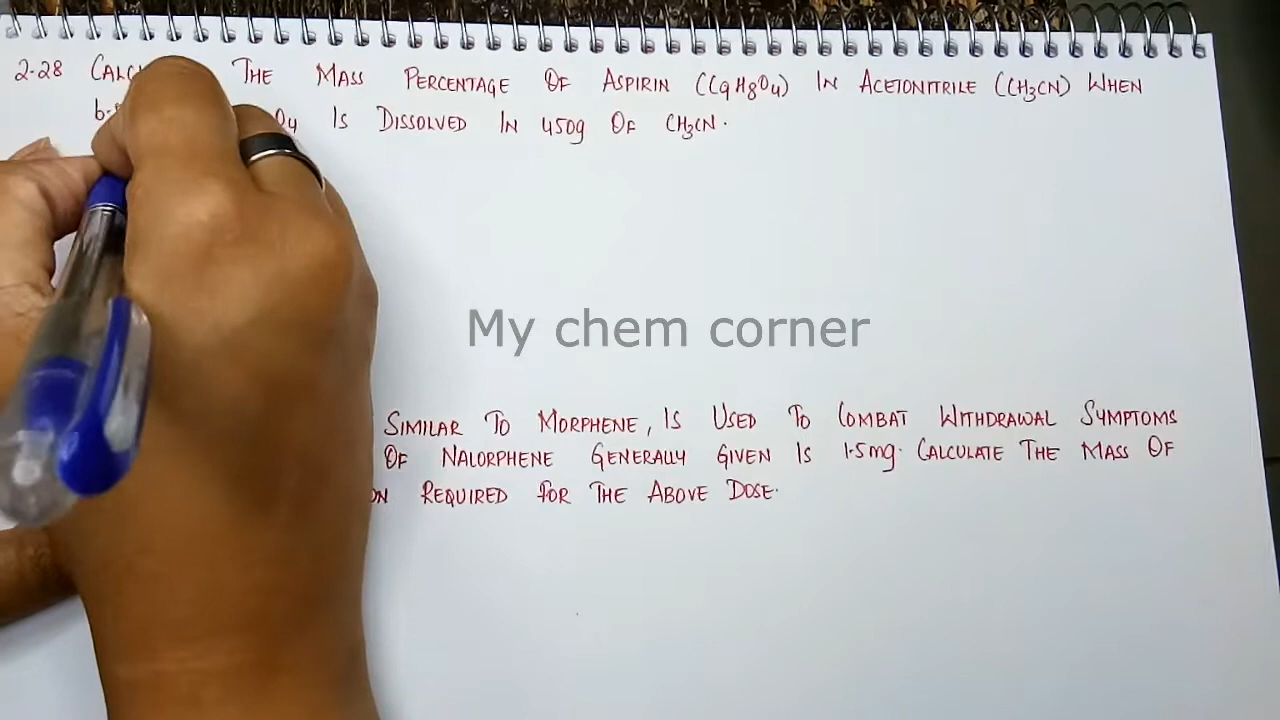 2.28 THE MASS PERCENTAGE OF ASPIRIN (C9H8O4) IN ACETONITRILE (CH3CN) WHEN
IS DISSOLVED IN 450g OF CH3CN.
My chem corner
SIMILAR TO MORPHENE, IS USED TO COMBAT WITHDRAWAL SYMPTOMS
OF NALORPHENE GENERALLY GIVEN IS 1.5mg. CALCULATE THE MASS OF
REQUIRED FOR THE ABOVE DOSE.